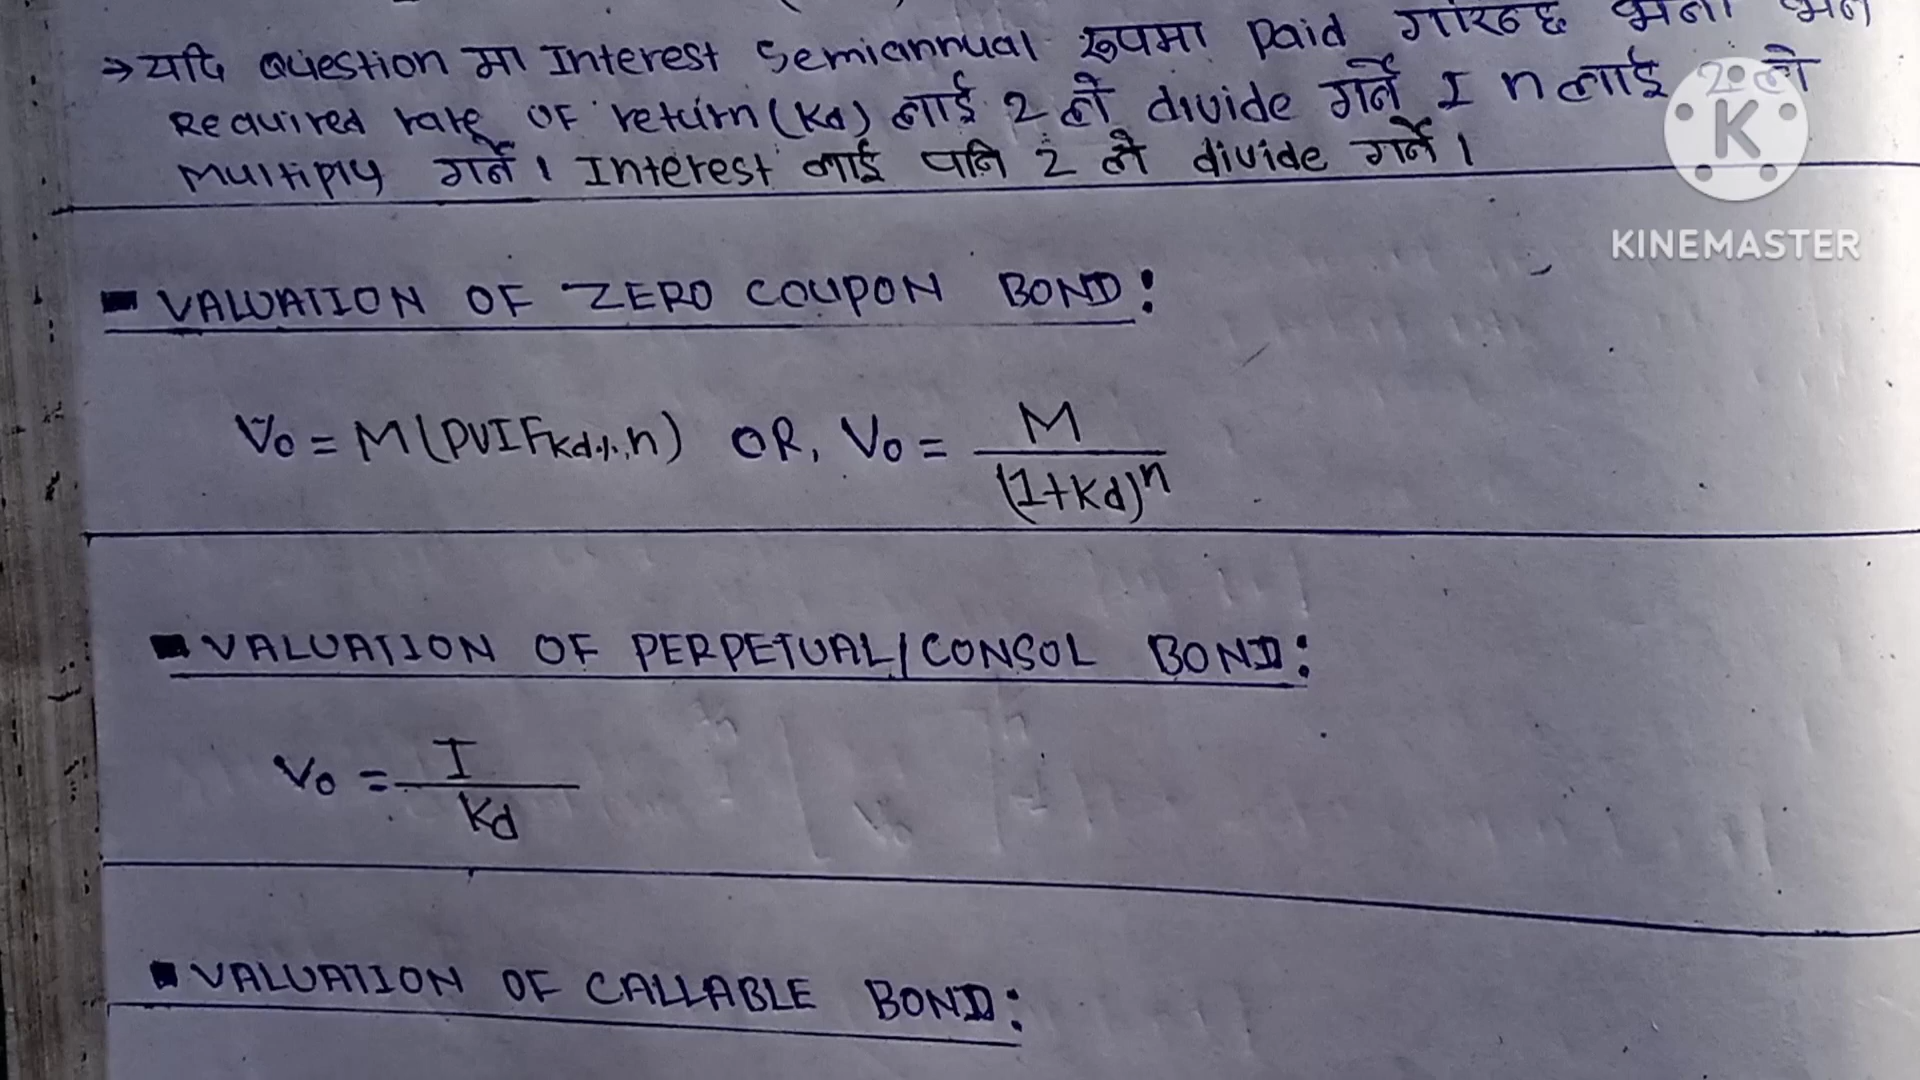 → यदि Question मा Interest Semiannual रूपमा Paid गरिन्छ भनी भने
Required rate OF return (Kd) लाई 2 ले divide गर्ने I n लाई 2 ले
Multiply गर्ने । Interest लाई पनि 2 ले divide गर्ने ।
K
KINEMASTER
VALUATION OF ZERO COUPON BOND:
V₀ = M(PVIF Kd%, n) OR, V₀ = M / (1+Kd)ⁿ
VALUATION OF PERPETUAL/CONSOL BOND:
V₀ = I / Kd
VALUATION OF CALLABLE BOND: